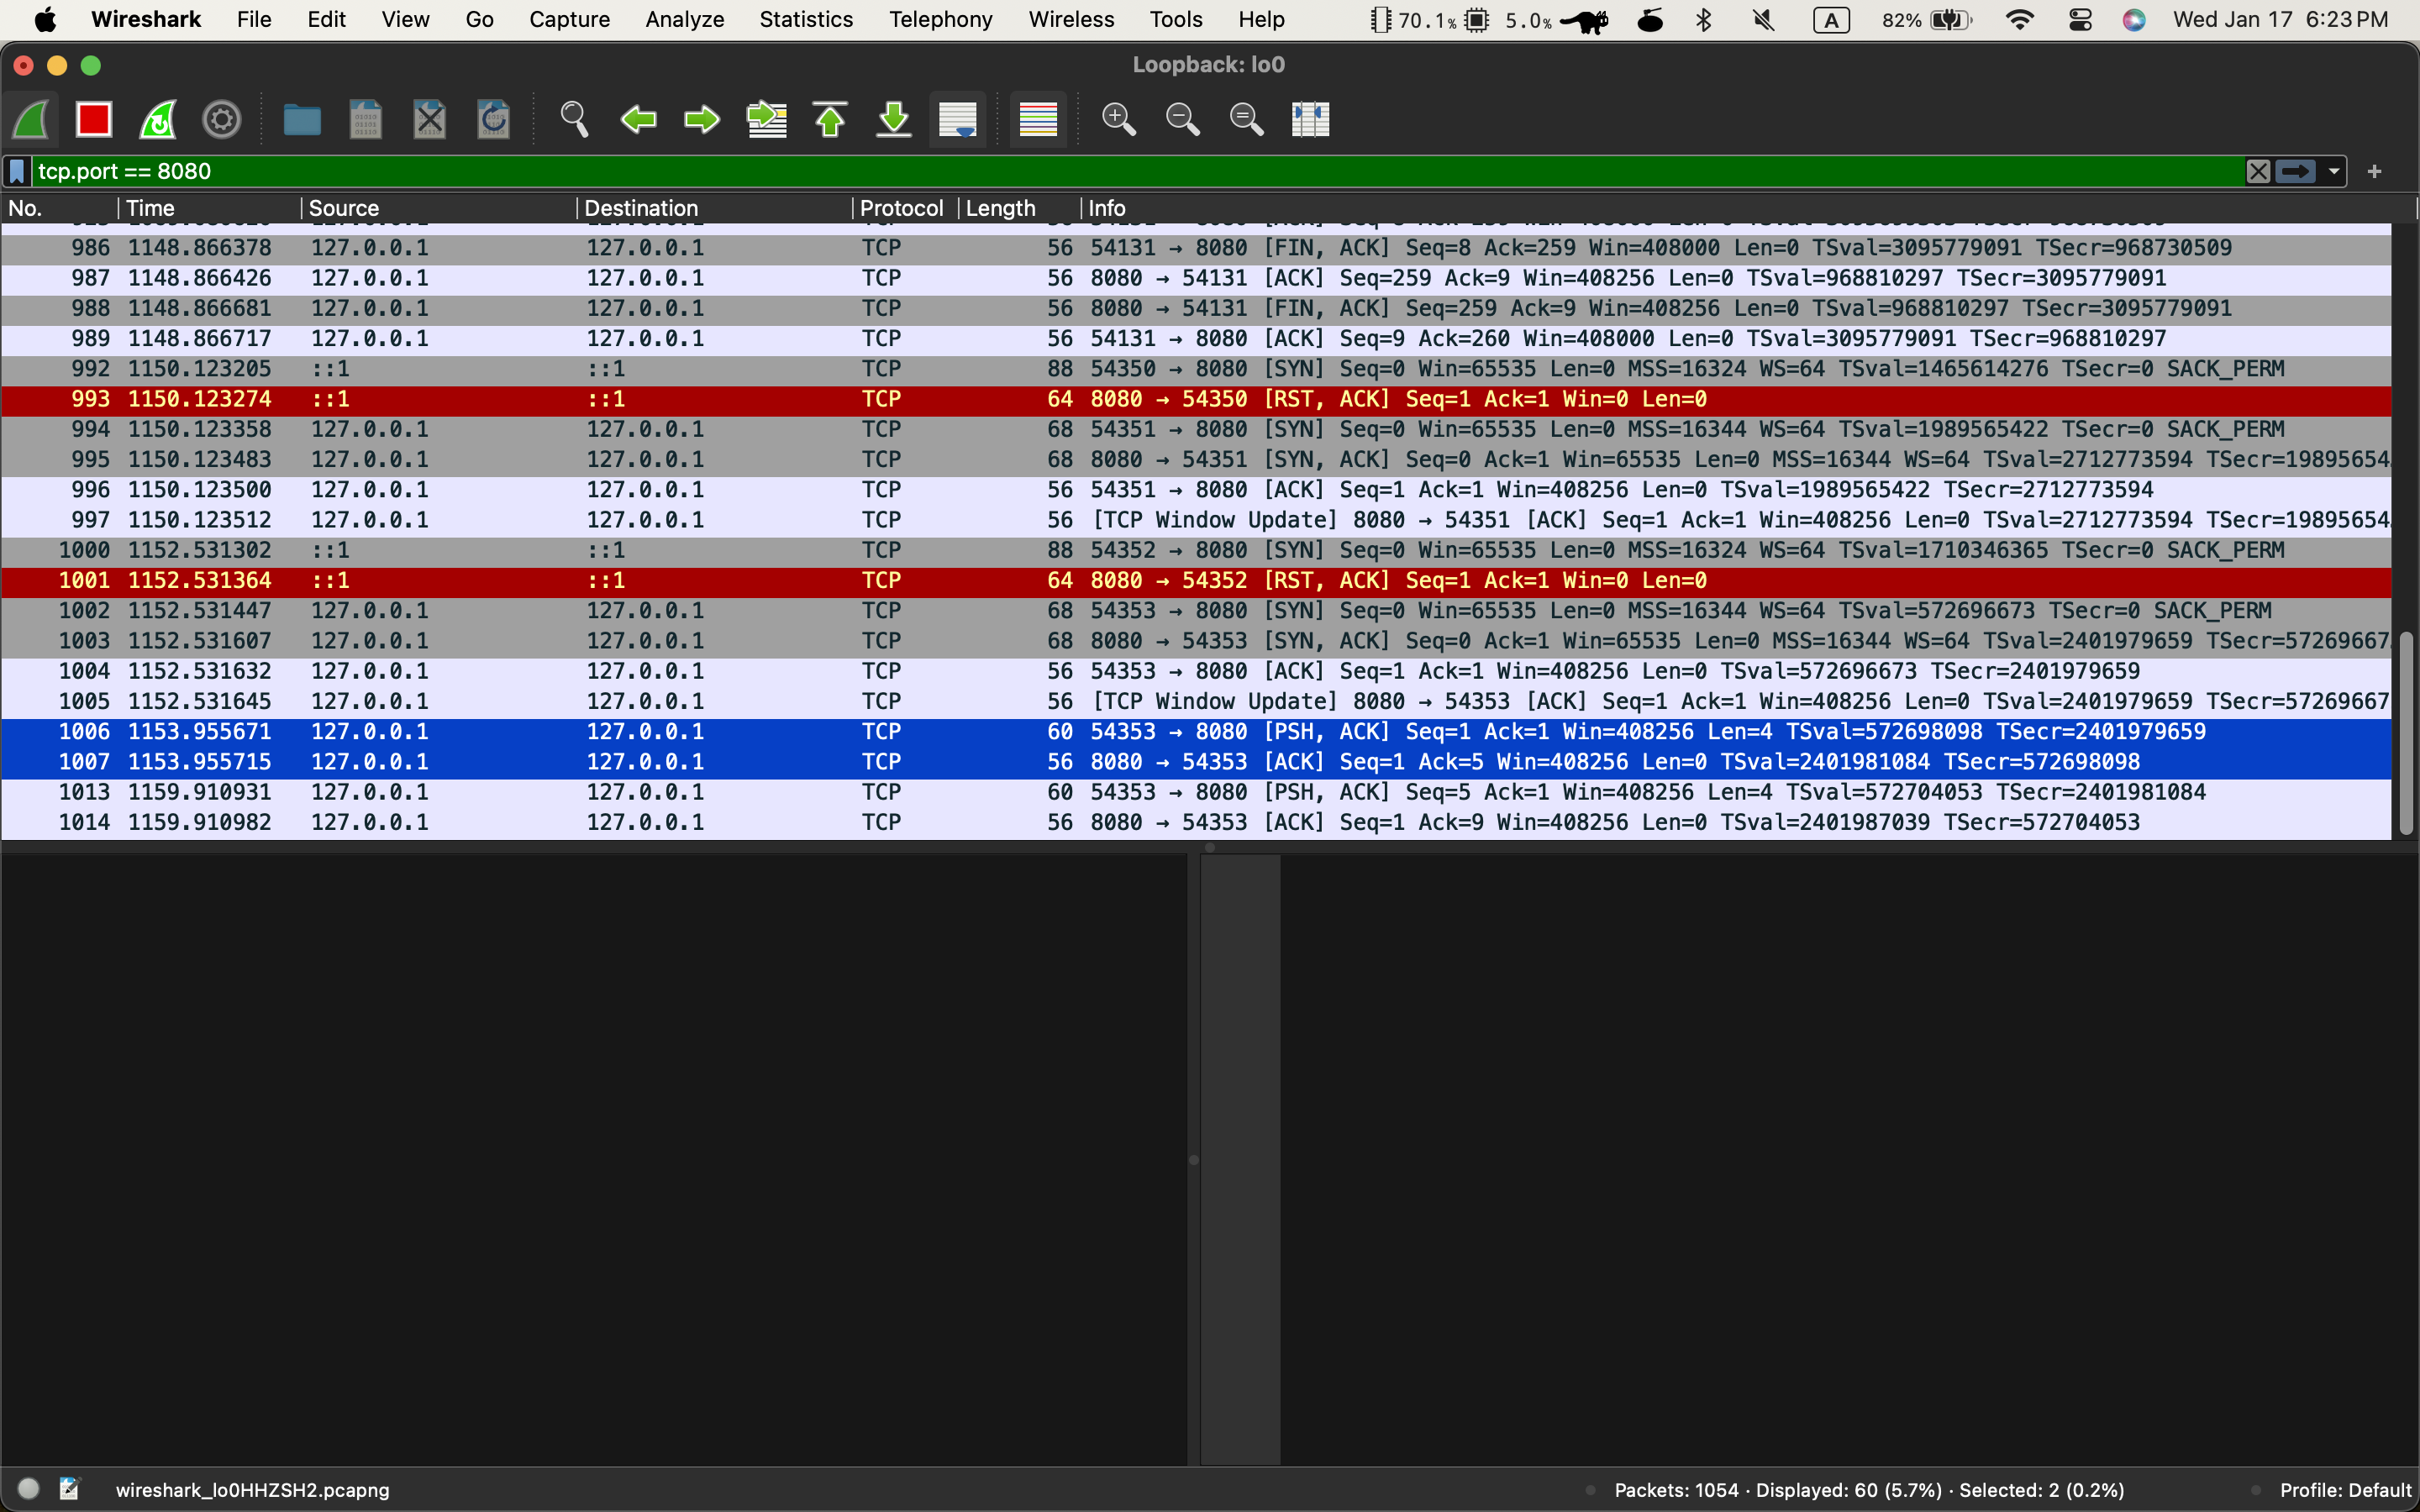 Wireshark File Edit View Go Capture Analyze Statistics Telephony Wireless Tools Help 70.1% 5.0% A 82% Wed Jan 17 6:23 PM
Loopback: lo0
tcp.port == 8080
No. Time Source Destination Protocol Length Info
986 1148.866378 127.0.0.1 127.0.0.1 TCP 56 54131 → 8080 [FIN, ACK] Seq=8 Ack=259 Win=408000 Len=0 TSval=3095779091 TSecr=968730509
987 1148.866426 127.0.0.1 127.0.0.1 TCP 56 8080 → 54131 [ACK] Seq=259 Ack=9 Win=408256 Len=0 TSval=968810297 TSecr=3095779091
988 1148.866681 127.0.0.1 127.0.0.1 TCP 56 8080 → 54131 [FIN, ACK] Seq=259 Ack=9 Win=408256 Len=0 TSval=968810297 TSecr=3095779091
989 1148.866717 127.0.0.1 127.0.0.1 TCP 56 54131 → 8080 [ACK] Seq=9 Ack=260 Win=408000 Len=0 TSval=3095779091 TSecr=968810297
992 1150.123205 ::1 ::1 TCP 88 54350 → 8080 [SYN] Seq=0 Win=65535 Len=0 MSS=16324 WS=64 TSval=1465614276 TSecr=0 SACK_PERM
993 1150.123274 ::1 ::1 TCP 64 8080 → 54350 [RST, ACK] Seq=1 Ack=1 Win=0 Len=0
994 1150.123358 127.0.0.1 127.0.0.1 TCP 68 54351 → 8080 [SYN] Seq=0 Win=65535 Len=0 MSS=16344 WS=64 TSval=1989565422 TSecr=0 SACK_PERM
995 1150.123483 127.0.0.1 127.0.0.1 TCP 68 8080 → 54351 [SYN, ACK] Seq=0 Ack=1 Win=65535 Len=0 MSS=16344 WS=64 TSval=2712773594 TSecr=19895654…
996 1150.123500 127.0.0.1 127.0.0.1 TCP 56 54351 → 8080 [ACK] Seq=1 Ack=1 Win=408256 Len=0 TSval=1989565422 TSecr=2712773594
997 1150.123512 127.0.0.1 127.0.0.1 TCP 56 [TCP Window Update] 8080 → 54351 [ACK] Seq=1 Ack=1 Win=408256 Len=0 TSval=2712773594 TSecr=19895654…
1000 1152.531302 ::1 ::1 TCP 88 54352 → 8080 [SYN] Seq=0 Win=65535 Len=0 MSS=16324 WS=64 TSval=1710346365 TSecr=0 SACK_PERM
1001 1152.531364 ::1 ::1 TCP 64 8080 → 54352 [RST, ACK] Seq=1 Ack=1 Win=0 Len=0
1002 1152.531447 127.0.0.1 127.0.0.1 TCP 68 54353 → 8080 [SYN] Seq=0 Win=65535 Len=0 MSS=16344 WS=64 TSval=572696673 TSecr=0 SACK_PERM
1003 1152.531607 127.0.0.1 127.0.0.1 TCP 68 8080 → 54353 [SYN, ACK] Seq=0 Ack=1 Win=65535 Len=0 MSS=16344 WS=64 TSval=2401979659 TSecr=57269667…
1004 1152.531632 127.0.0.1 127.0.0.1 TCP 56 54353 → 8080 [ACK] Seq=1 Ack=1 Win=408256 Len=0 TSval=572696673 TSecr=2401979659
1005 1152.531645 127.0.0.1 127.0.0.1 TCP 56 [TCP Window Update] 8080 → 54353 [ACK] Seq=1 Ack=1 Win=408256 Len=0 TSval=2401979659 TSecr=57269667
1006 1153.955671 127.0.0.1 127.0.0.1 TCP 60 54353 → 8080 [PSH, ACK] Seq=1 Ack=1 Win=408256 Len=4 TSval=572698098 TSecr=2401979659
1007 1153.955715 127.0.0.1 127.0.0.1 TCP 56 8080 → 54353 [ACK] Seq=1 Ack=5 Win=408256 Len=0 TSval=2401981084 TSecr=572698098
1013 1159.910931 127.0.0.1 127.0.0.1 TCP 60 54353 → 8080 [PSH, ACK] Seq=5 Ack=1 Win=408256 Len=4 TSval=572704053 TSecr=2401981084
1014 1159.910982 127.0.0.1 127.0.0.1 TCP 56 8080 → 54353 [ACK] Seq=1 Ack=9 Win=408256 Len=0 TSval=2401987039 TSecr=572704053
wireshark_lo0HHZSH2.pcapng Packets: 1054 · Displayed: 60 (5.7%) · Selected: 2 (0.2%) Profile: Default